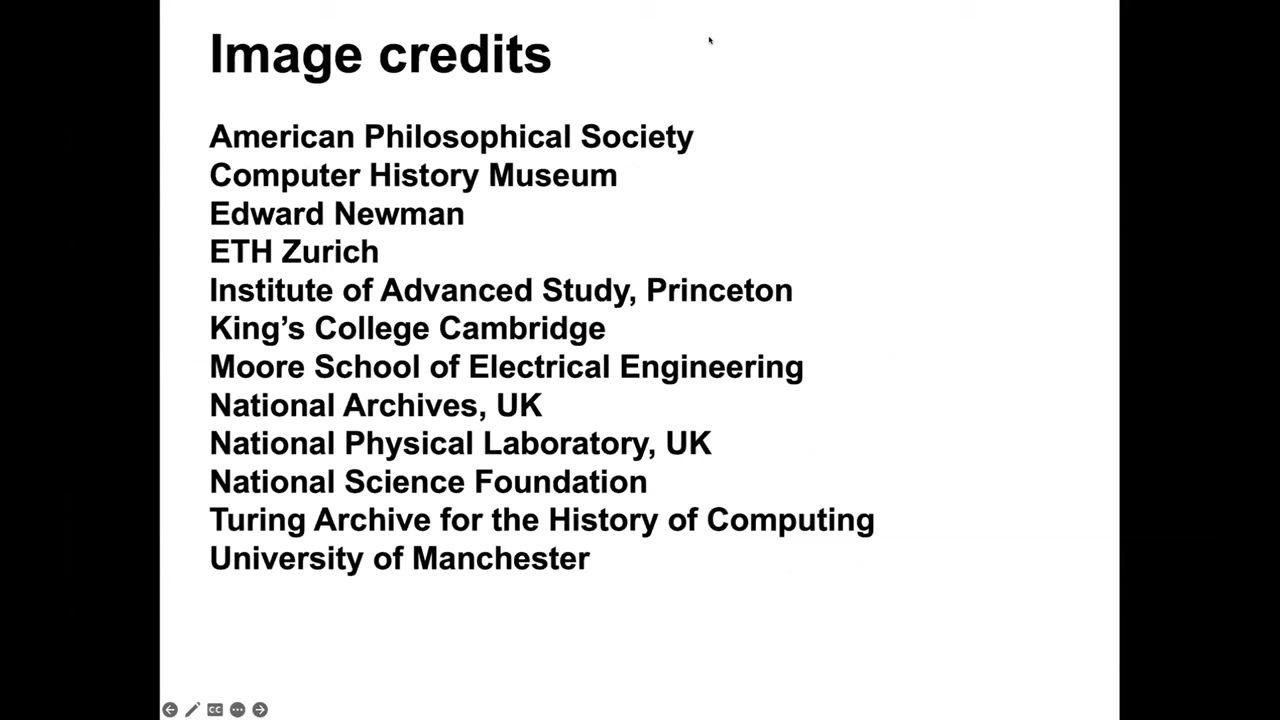 Image credits
American Philosophical Society
Computer History Museum
Edward Newman
ETH Zurich
Institute of Advanced Study, Princeton
King’s College Cambridge
Moore School of Electrical Engineering
National Archives, UK
National Physical Laboratory, UK
National Science Foundation
Turing Archive for the History of Computing
University of Manchester
CC